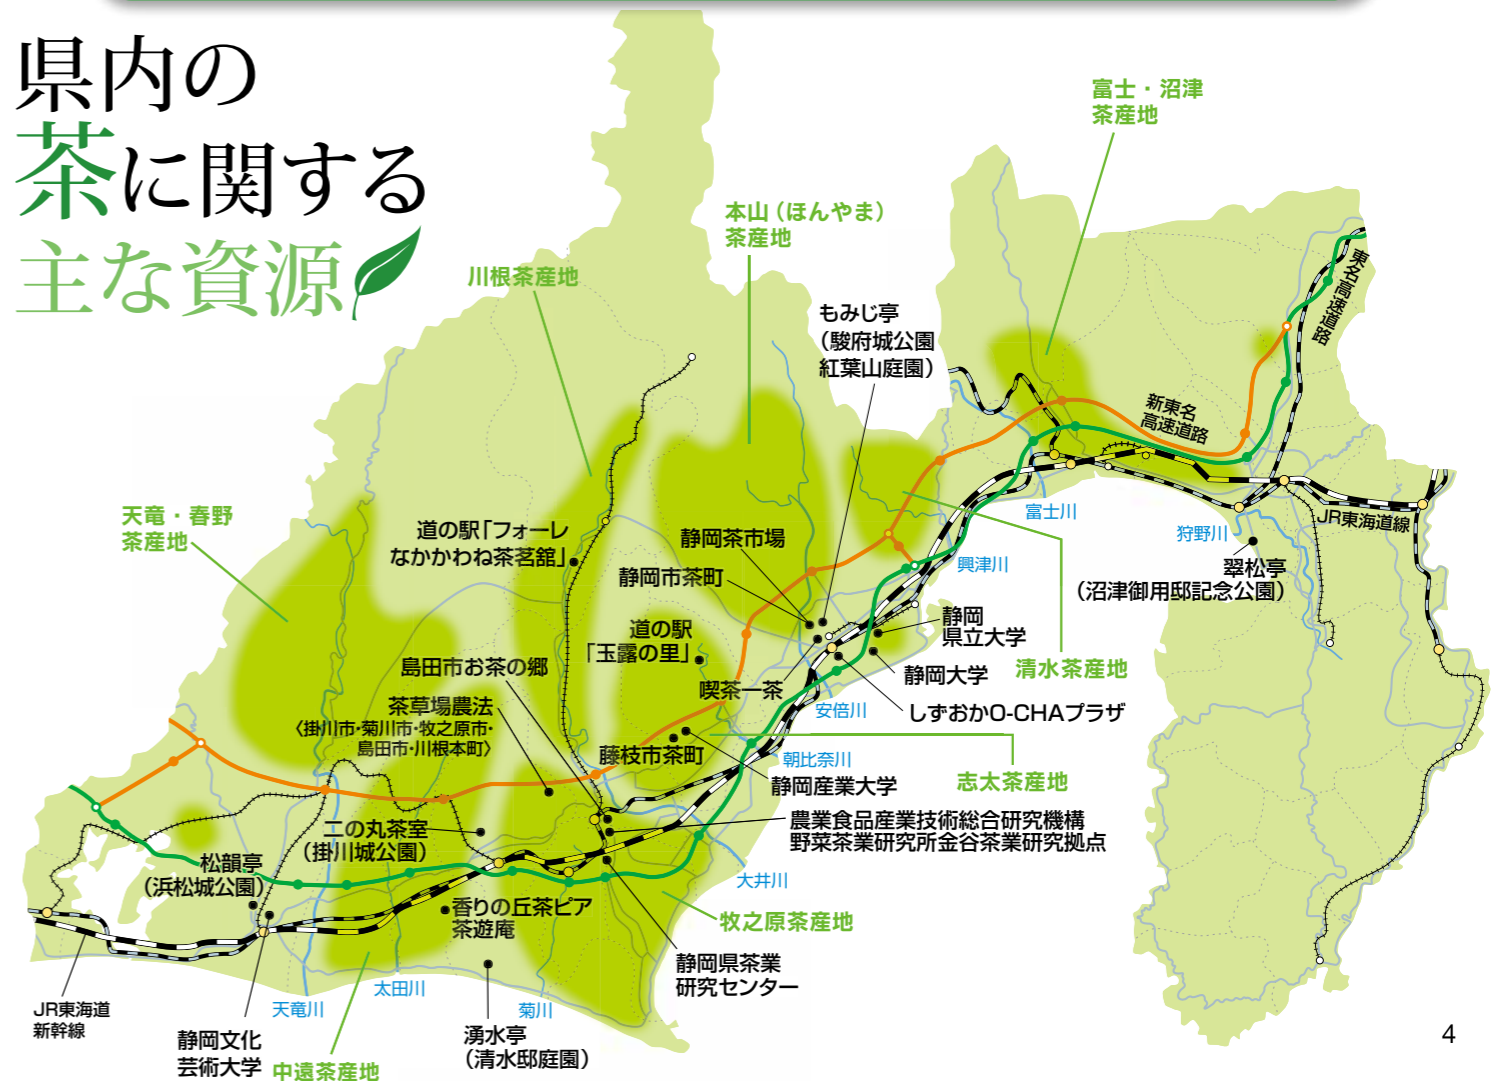 県内の
茶に関する
主な資源
富士・沼津
茶産地
本山（ほんやま）
茶産地
川根茶産地
もみじ亭
（駿府城公園
紅葉山庭園）
東名高速道路
新東名
高速道路
天竜・春野
茶産地
道の駅「フォーレ
なかかわね茶茗舘」
静岡茶市場
静岡市茶町
富士川
狩野川
JR東海道線
興津川
翠松亭
（沼津御用邸記念公園）
道の駅
「玉露の里」
静岡
県立大学
清水茶産地
島田市お茶の郷
喫茶一茶
静岡大学
茶草場農法
〈掛川市・菊川市・牧之原市・
島田市・川根本町〉
安倍川
しずおかO-CHAプラザ
藤枝市茶町
朝比奈川
静岡産業大学
志太茶産地
二の丸茶室
（掛川城公園）
農業食品産業技術総合研究機構
野菜茶業研究所金谷茶業研究拠点
松韻亭
（浜松城公園）
大井川
香りの丘茶ピア
茶遊庵
牧之原茶産地
静岡県茶業
研究センター
JR東海道
新幹線
天竜川
太田川
菊川
静岡文化
芸術大学
中遠茶産地
湧水亭
（清水邸庭園）
4